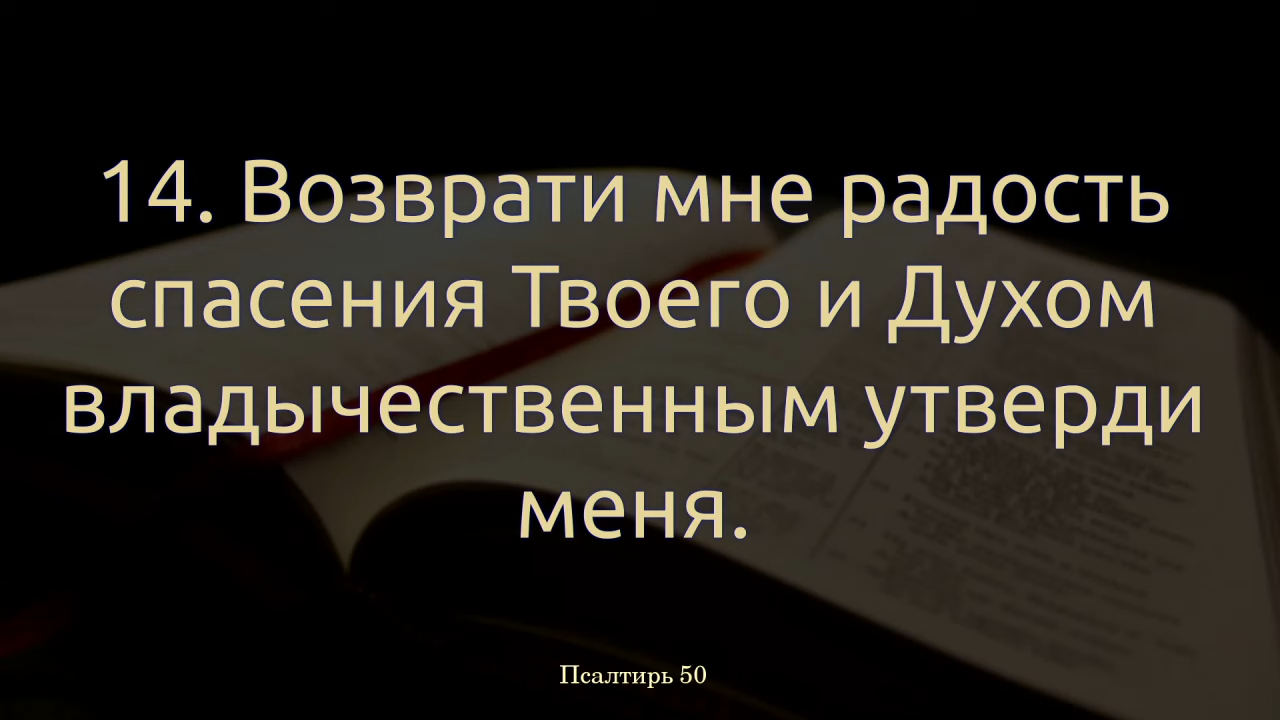 14. Возврати мне радость
спасения Твоего и Духом
владычественным утверди
меня.
Псалтирь 50